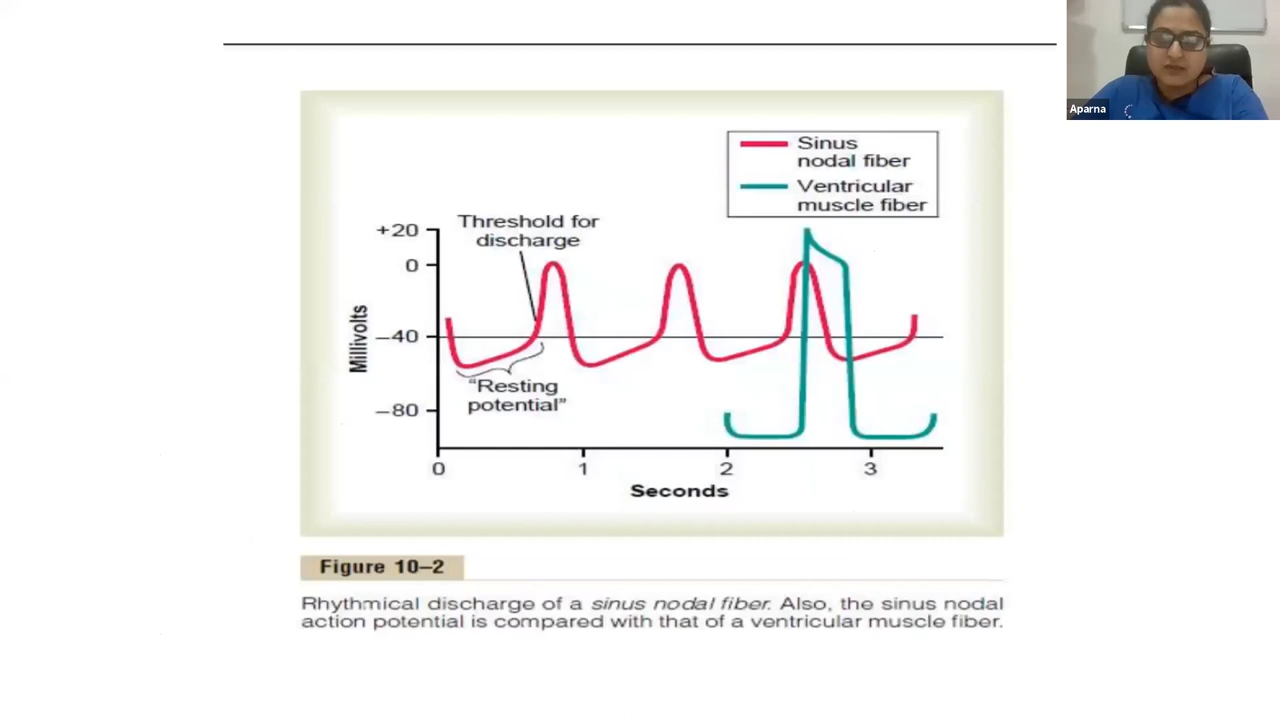 Aparna
Sinus
nodal fiber
Ventricular
muscle fiber
Threshold for
discharge
+20
0
−40
−80
Millivolts
"Resting
potential"
0
1
2
3
Seconds
Figure 10–2
Rhythmical discharge of a sinus nodal fiber. Also, the sinus nodal
action potential is compared with that of a ventricular muscle fiber.